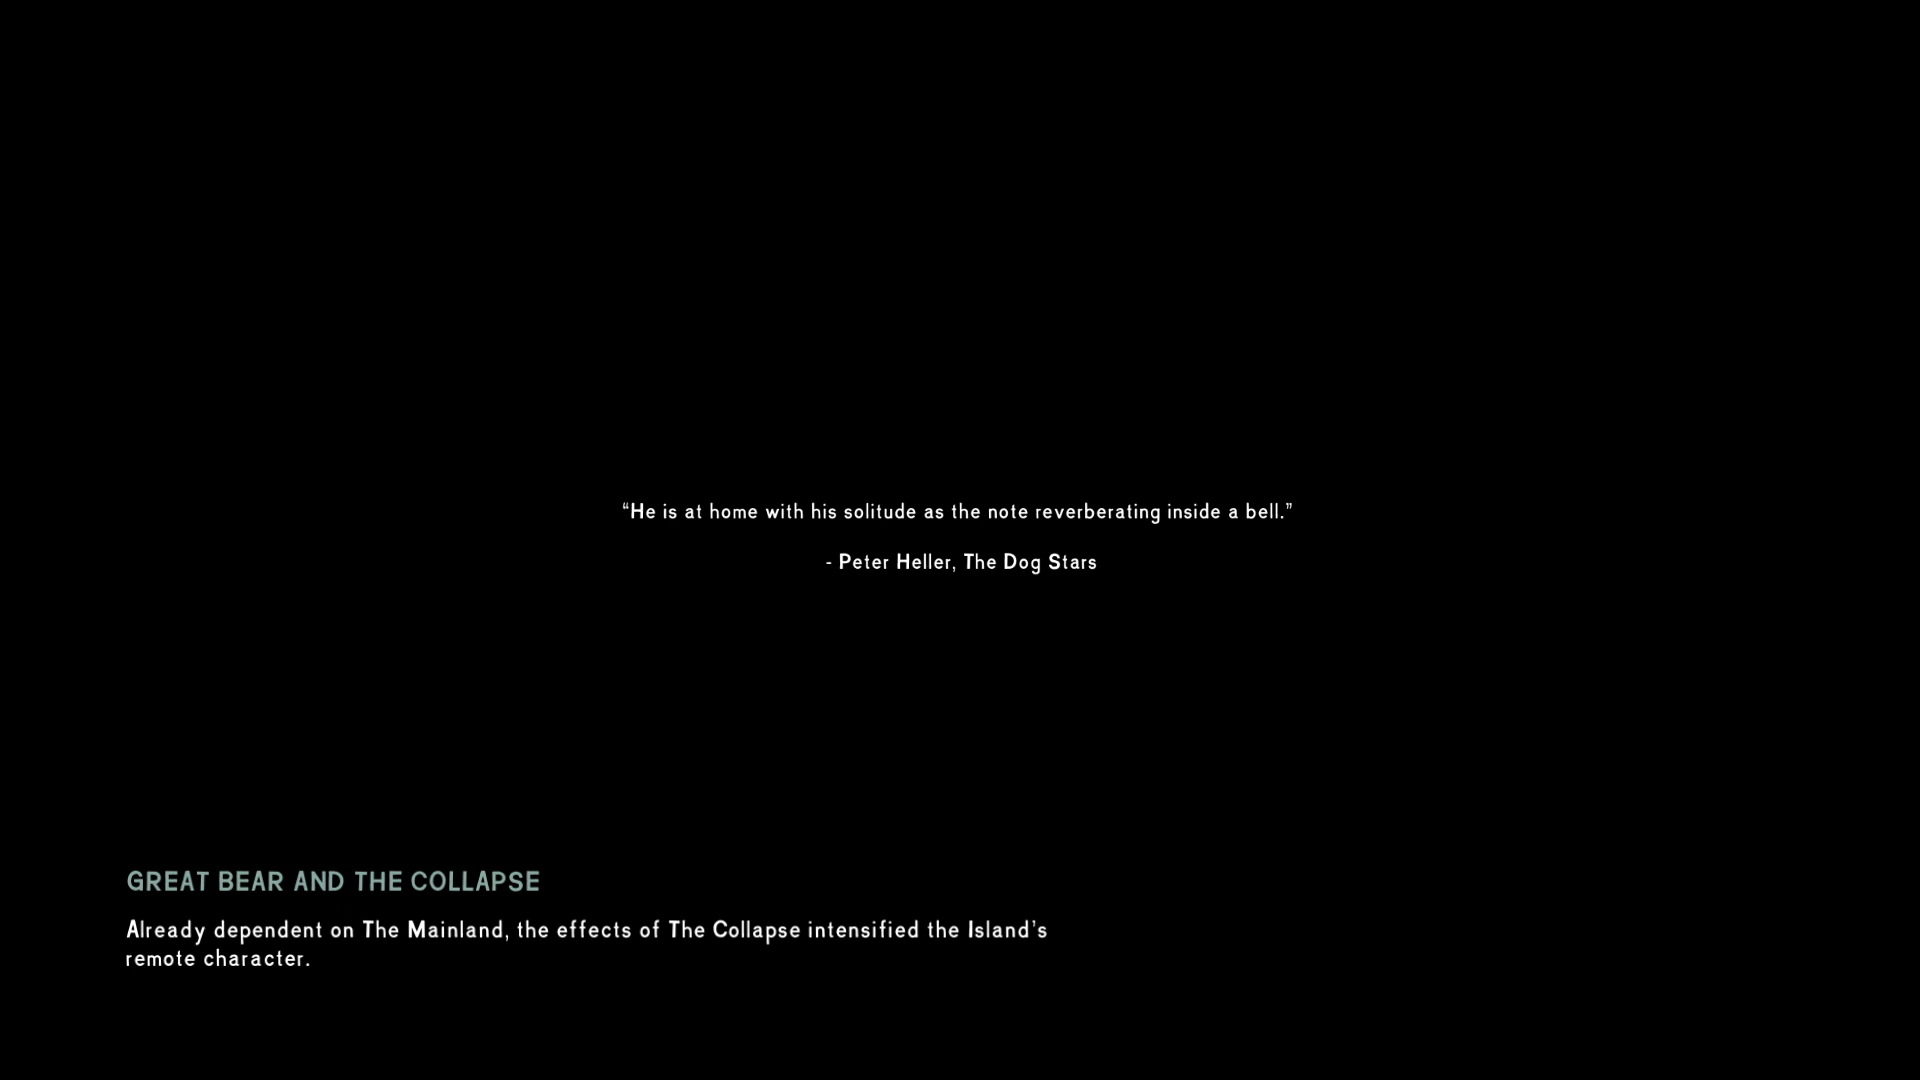 “He is at home with his solitude as the note reverberating inside a bell.”
- Peter Heller, The Dog Stars
GREAT BEAR AND THE COLLAPSE
Already dependent on The Mainland, the effects of The Collapse intensified the Island’s
remote character.